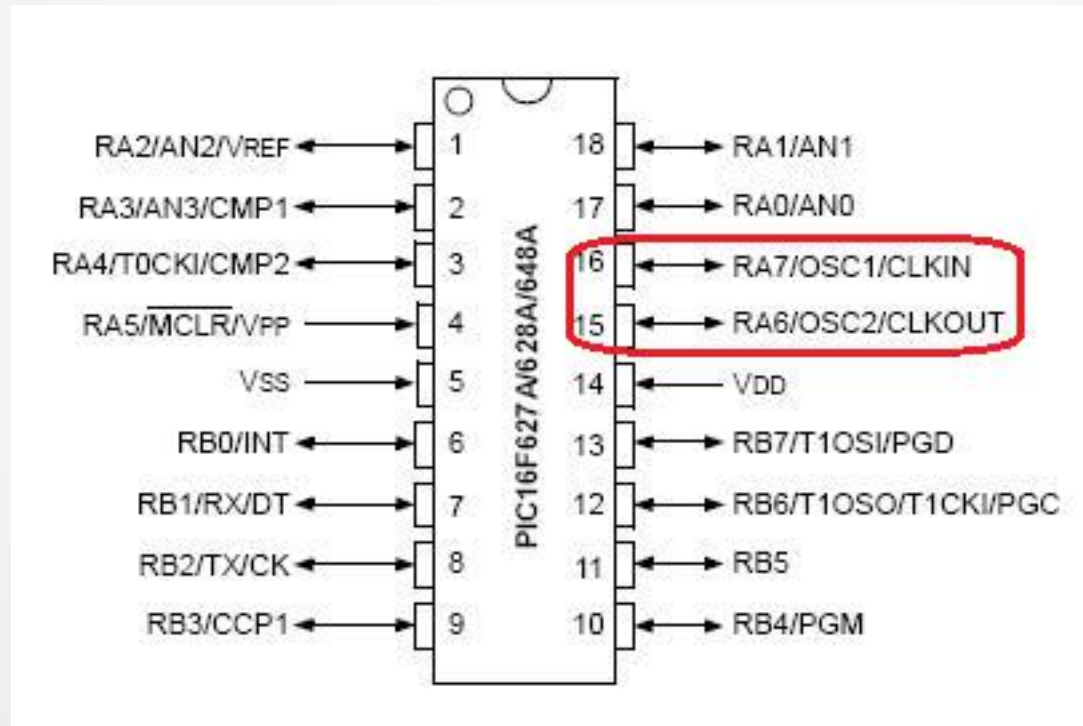 RA2/AN2/VREF 1 18 RA1/AN1
RA3/AN3/CMP1 2 17 RA0/AN0
RA4/T0CKI/CMP2 3 16 RA7/OSC1/CLKIN
RA5/M̅C̅L̅R̅/VPP 4 15 RA6/OSC2/CLKOUT
VSS 5 14 VDD
RB0/INT 6 13 RB7/T1OSI/PGD
RB1/RX/DT 7 12 RB6/T1OSO/T1CKI/PGC
RB2/TX/CK 8 11 RB5
RB3/CCP1 9 10 RB4/PGM
PIC16F627A/628A/648A